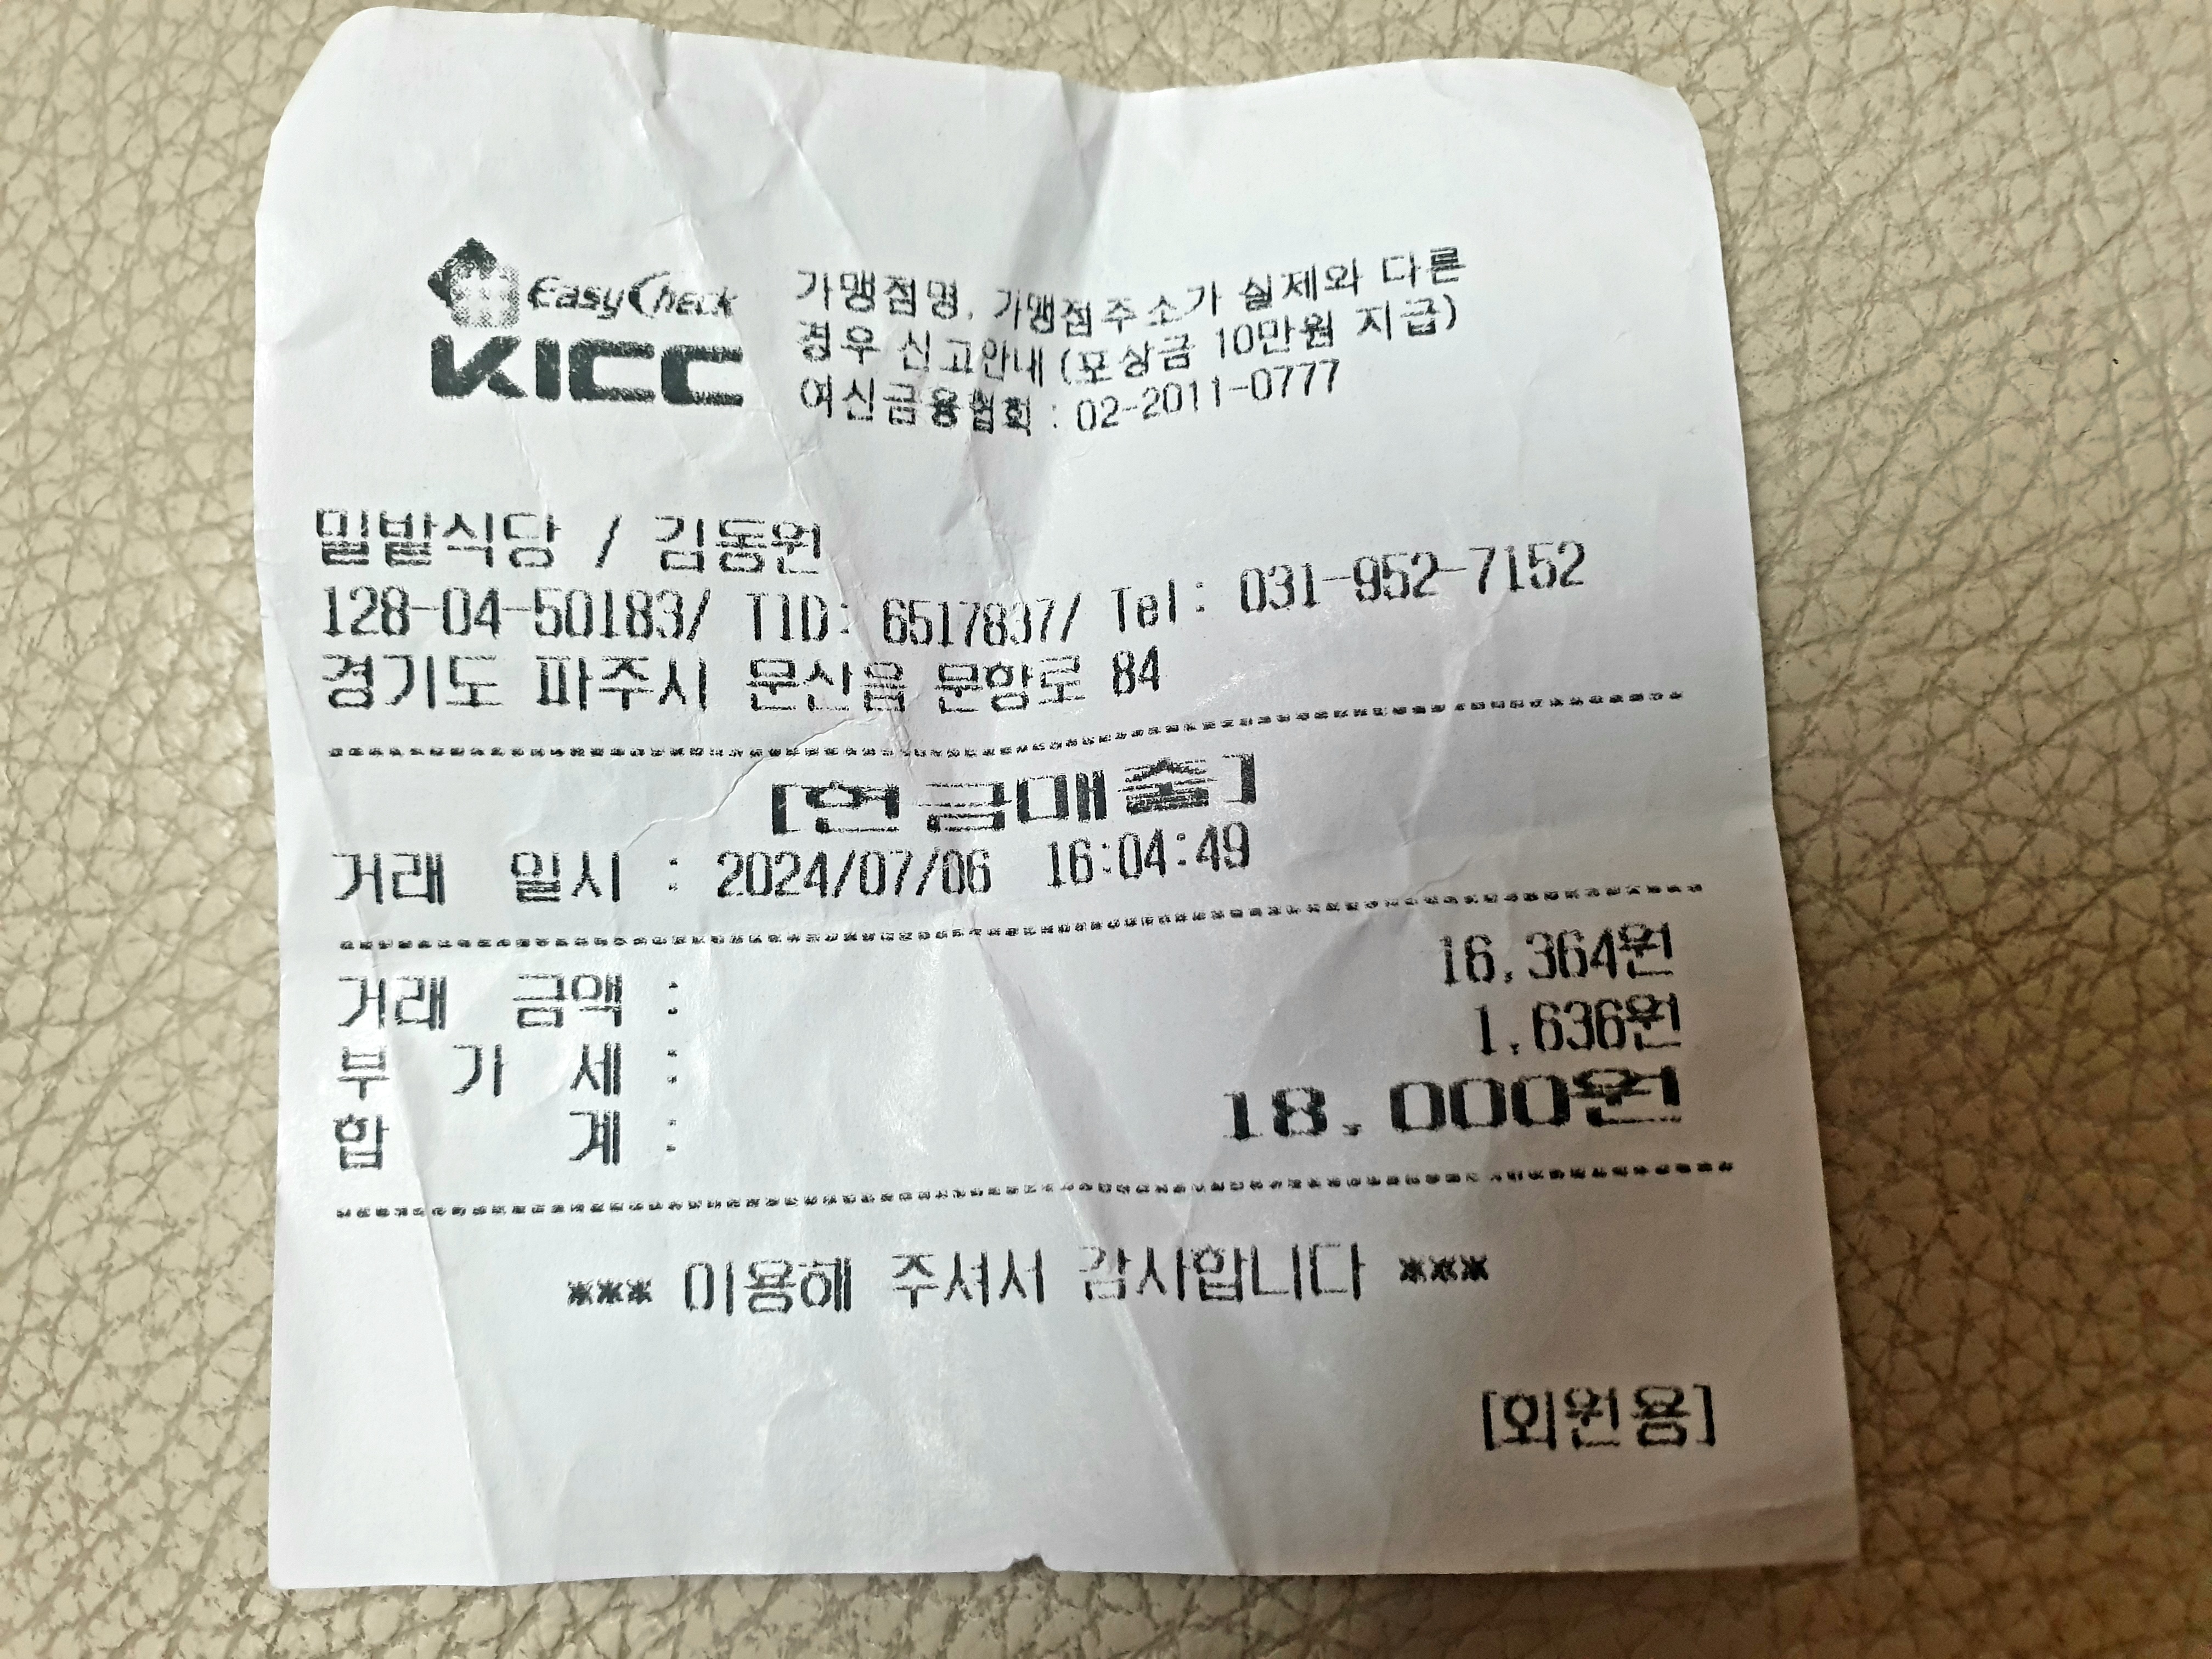 EasyCheck
KICC
가맹점명, 가맹점주소가 실제와 다른
경우 신고안내 (포상금 10만원 지급)
여신금융협회 : 02-2011-0777
밀밭식당 / 김동원
128-04-50183/ TID: 6517837/ Tel: 031-952-7152
경기도 파주시 문산읍 문향로 84
[현금매출]
거래 일시 : 2024/07/06 16:04:49
거래 금액 : 16,364원
부 가 세 : 1,636원
합 계 : 18,000원
*** 이용해 주셔서 감사합니다 ***
[회원용]